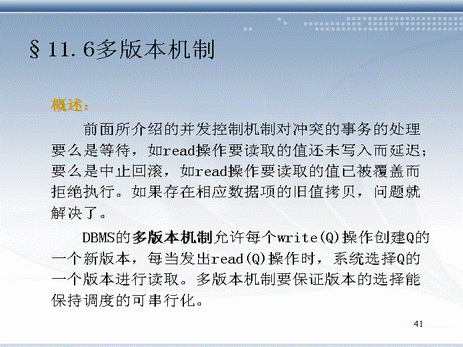 §11.6多版本机制
概述：
前面所介绍的并发控制机制对冲突的事务的处理
要么是等待，如read操作要读取的值还未写入而延迟；
要么是中止回滚，如read操作要读取的值已被覆盖而
拒绝执行。如果存在相应数据项的旧值拷贝，问题就
解决了。
DBMS的多版本机制允许每个write(Q)操作创建Q的
一个新版本，每当发出read(Q)操作时，系统选择Q的
一个版本进行读取。多版本机制要保证版本的选择能
保持调度的可串行化。
41